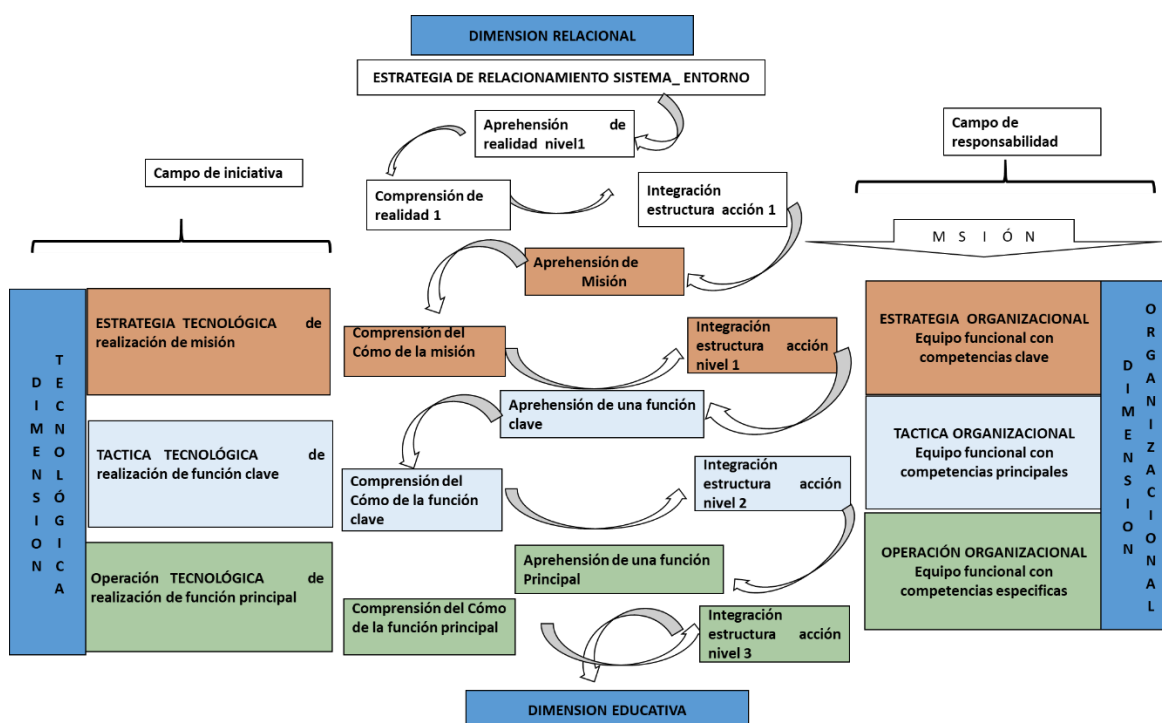 DIMENSION RELACIONAL
ESTRATEGIA DE RELACIONAMIENTO SISTEMA_ ENTORNO
Aprehensión de
realidad nivel1
Campo de
responsabilidad
Campo de iniciativa
Comprensión de
realidad 1
Integración
estructura acción 1
M S I Ó N
Aprehensión de
Misión
DIMENSION
TECNOLÓGICA
ESTRATEGIA TECNOLÓGICA de
realización de misión
Comprensión del
Cómo de la misión
Integración
estructura acción
nivel 1
ESTRATEGIA ORGANIZACIONAL
Equipo funcional con
competencias clave
DIMENSION
ORGANIZACIONAL
Aprehensión de una función
clave
TACTICA TECNOLÓGICA de
realización de función clave
Comprensión del
Cómo de la función
clave
Integración
estructura acción
nivel 2
TACTICA ORGANIZACIONAL
Equipo funcional con
competencias principales
Aprehensión de una función
Principal
Operación TECNOLÓGICA de
realización de función principal
Comprensión del Cómo
de la función principal
Integración
estructura acción
nivel 3
OPERACIÓN ORGANIZACIONAL
Equipo funcional con
competencias especificas
DIMENSION EDUCATIVA